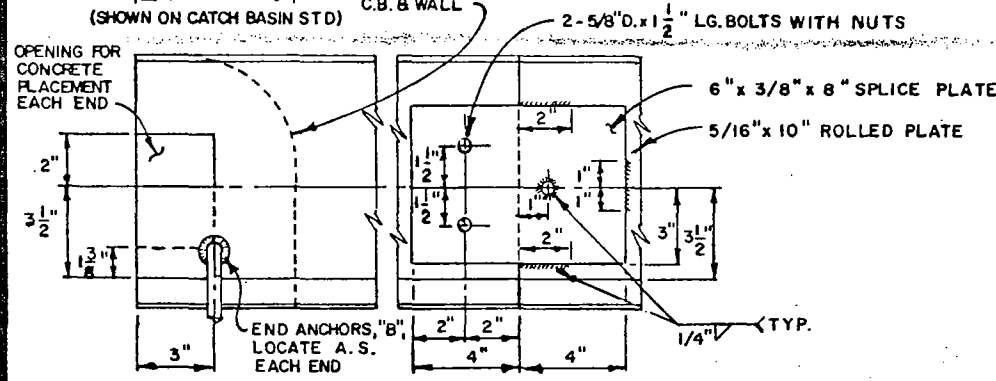 (SHOWN ON CATCH BASIN STD)
C.B. & WALL
2-5/8"D.x1 1/2" LG.BOLTS WITH NUTS
OPENING FOR
CONCRETE
PLACEMENT
EACH END
6"x 3/8"x 8" SPLICE PLATE
5/16"x 10" ROLLED PLATE
2"
3 1/2"
1 3/8"
3"
END ANCHORS,"B",
LOCATE A.S.
EACH END
1 1/2"
1 1/2"
2"
1"
2"
1"
1"
3"
3 1/2"
2"
2"
4"
4"
1/4"
TYP.